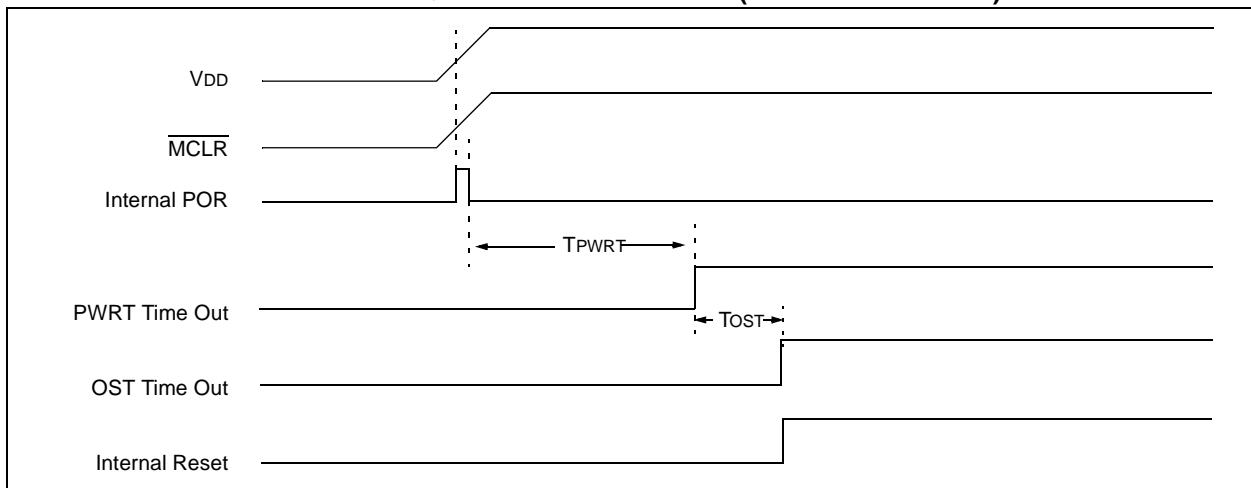 VDD
MCLR
Internal POR
TPWRT
PWRT Time Out
TOST
OST Time Out
Internal Reset